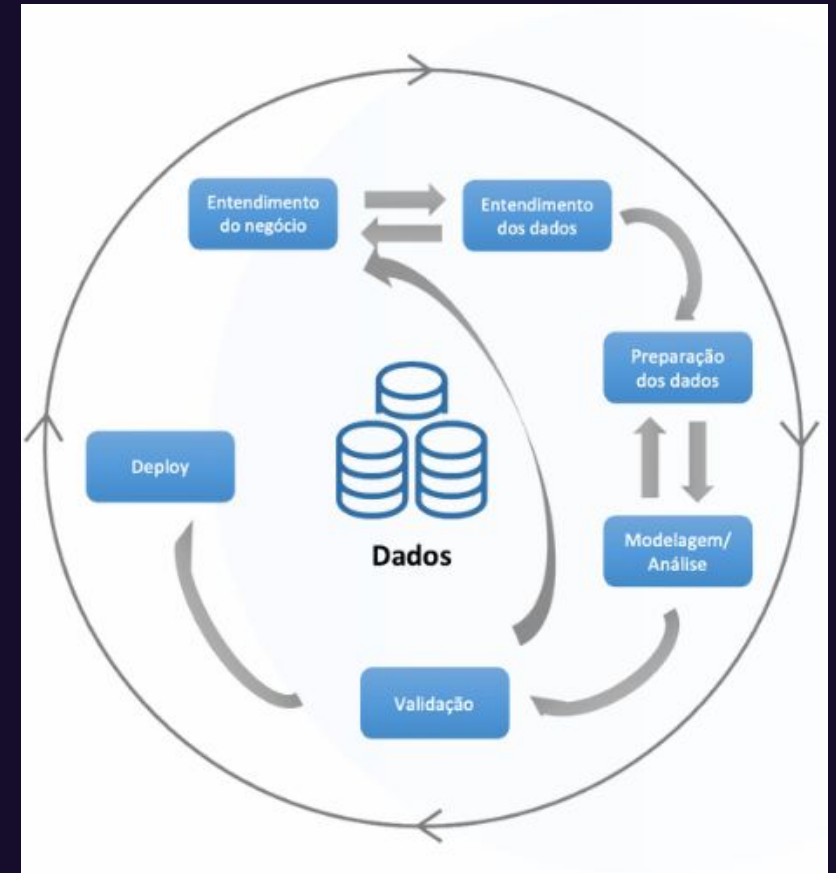 Entendimento
do negócio
Entendimento
dos dados
Preparação
dos dados
Deploy
Dados
Modelagem/
Análise
Validação